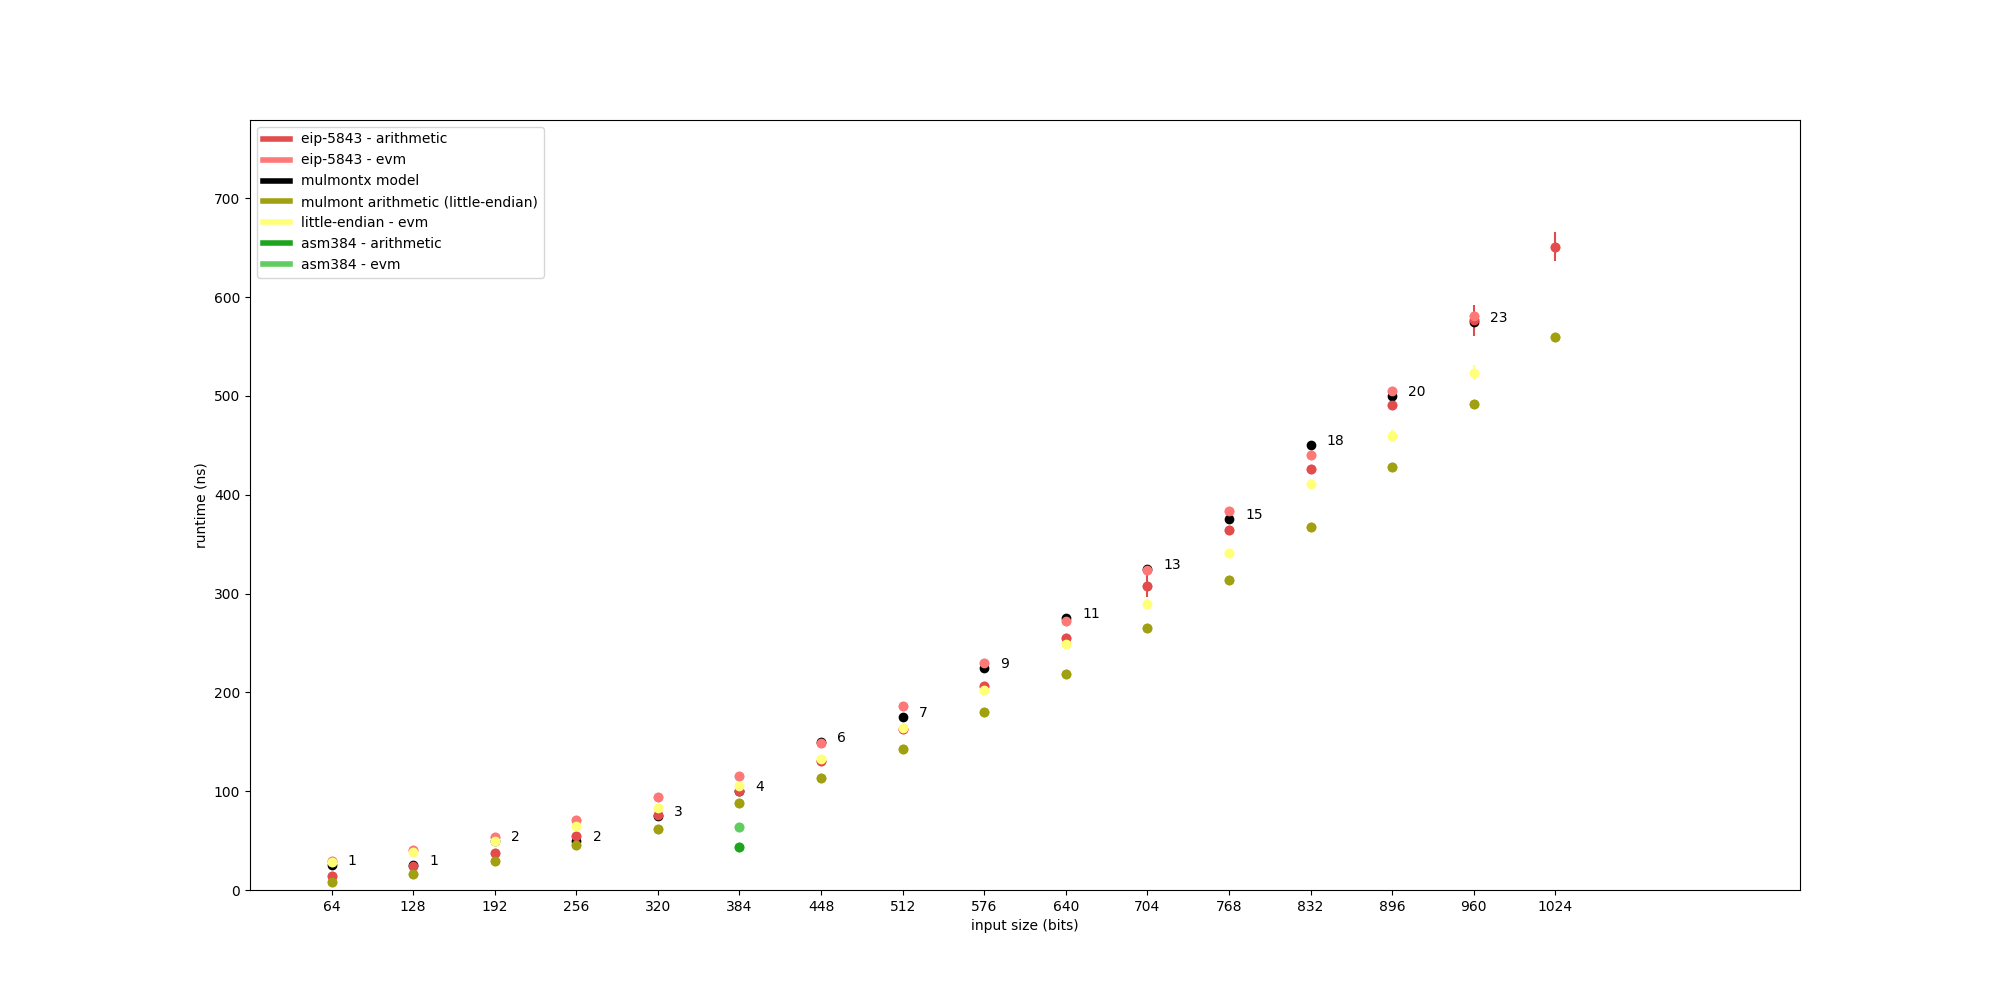 eip-5843 - arithmetic
eip-5843 - evm
mulmontx model
mulmont arithmetic (little-endian)
little-endian - evm
asm384 - arithmetic
asm384 - evm
700
600
500
400
300
200
100
0
runtime (ns)
1
1
2
2
3
4
6
7
9
11
13
15
18
20
23
64 128 192 256 320 384 448 512 576 640 704 768 832 896 960 1024
input size (bits)